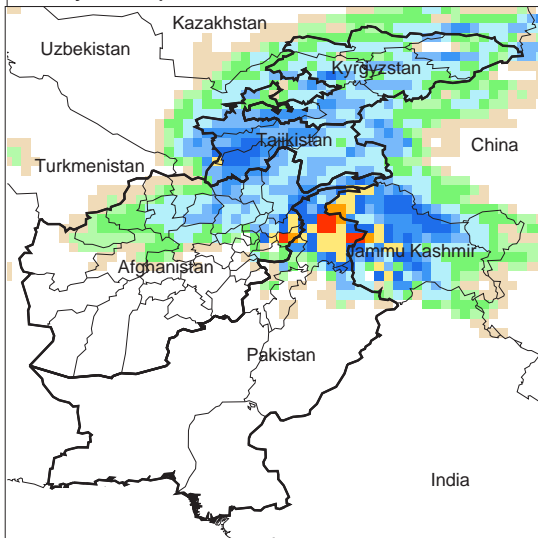 Kazakhstan
Uzbekistan
Kyrgyzstan
Tajikistan
China
Turkmenistan
Jammu Kashmir
Afghanistan
Pakistan
India